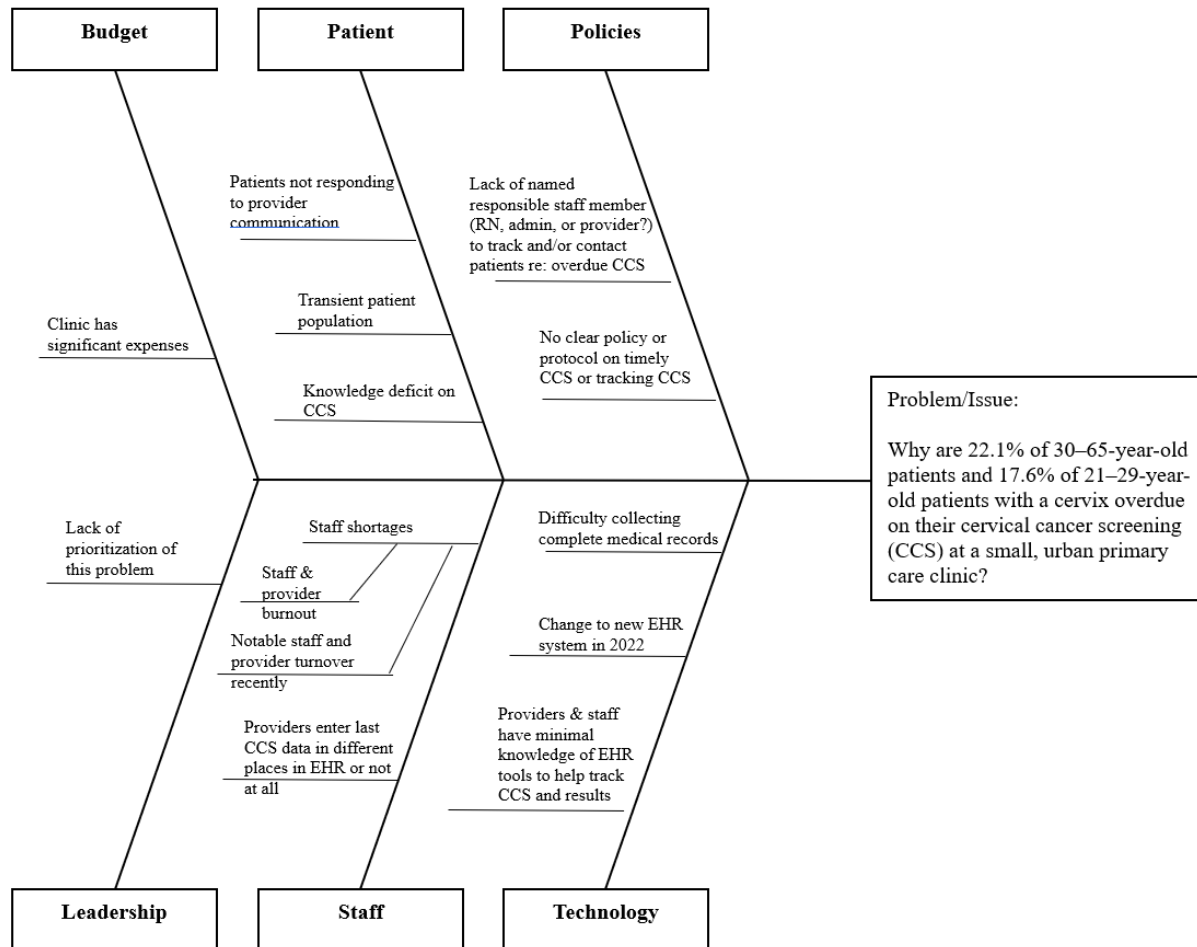 Budget
Patient
Policies
Patients not responding
to provider
communication
Lack of named
responsible staff member
(RN, admin, or provider?)
to track and/or contact
patients re: overdue CCS
Transient patient
population
Clinic has
significant expenses
No clear policy or
protocol on timely
CCS or tracking CCS
Knowledge deficit on
CCS
Problem/Issue:
Why are 22.1% of 30–65-year-old
patients and 17.6% of 21–29-year-
old patients with a cervix overdue
on their cervical cancer screening
(CCS) at a small, urban primary
care clinic?
Lack of
prioritization of
this problem
Staff shortages
Staff &
provider
burnout
Notable staff and
provider turnover
recently
Providers enter last
CCS data in different
places in EHR or not
at all
Difficulty collecting
complete medical records
Change to new EHR
system in 2022
Providers & staff
have minimal
knowledge of EHR
tools to help track
CCS and results
Leadership
Staff
Technology